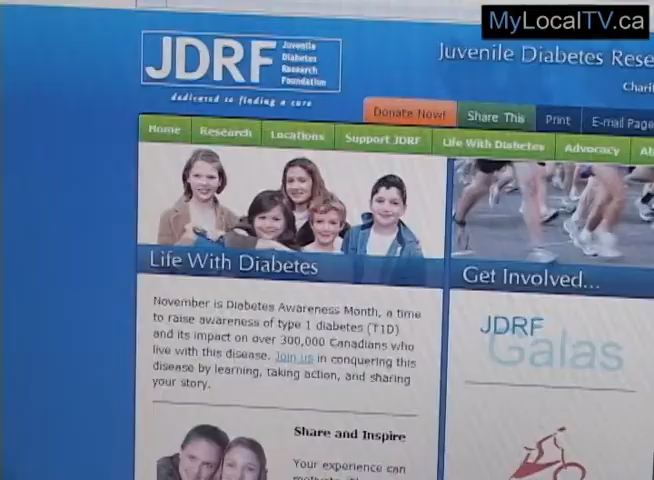 MyLocalTV.ca
JDRF
Juvenile
Diabetes
Research
Foundation
dedicated to finding a cure
Juvenile Diabetes Rese
Chari
Donate Now!
Share This
Print
E-mail Page
Home
Research
Locations
Support JDRF
Life With Diabetes
Advocacy
Ab
Life With Diabetes
Get Involved...
November is Diabetes Awareness Month, a time
to raise awareness of type 1 diabetes (T1D)
and its impact on over 300,000 Canadians who
live with this disease. Join us in conquering this
disease by learning, taking action, and sharing
your story.
JDRF
Galas
Share and Inspire
Your experience can